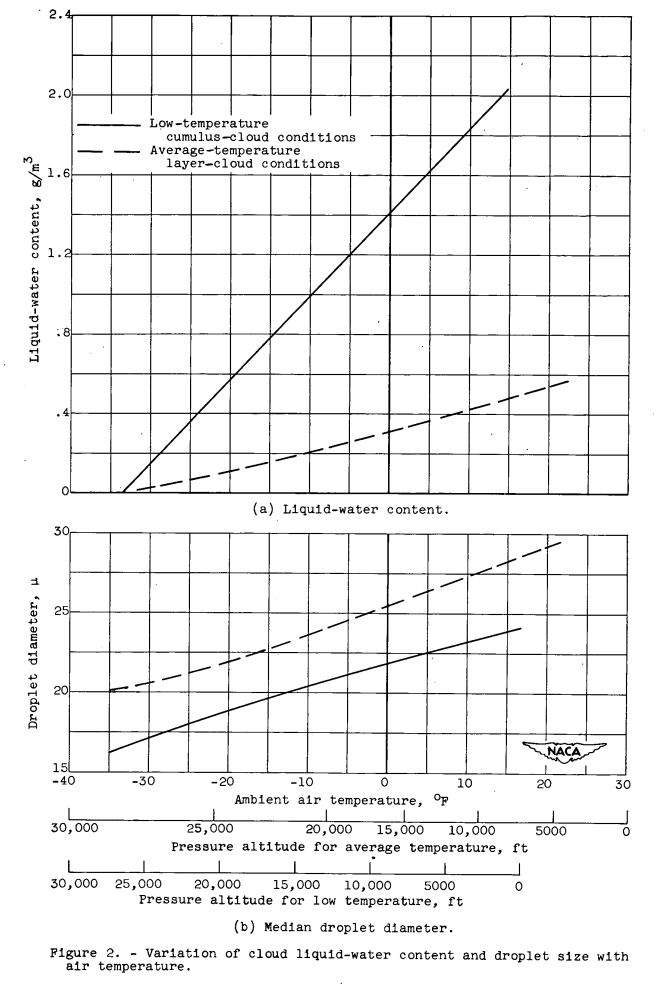 2.4
2.0
Low-temperature
cumulus-cloud conditions
Average-temperature
layer-cloud conditions
1.6
1.2
.8
.4
0
Liquid-water content, g/m3
(a) Liquid-water content.
30
25
20
15
Droplet diameter, μ
NACA
-40 -30 -20 -10 0 10 20 30
Ambient air temperature, °F
30,000 25,000 20,000 15,000 10,000 5000 0
Pressure altitude for average temperature, ft
30,000 25,000 20,000 15,000 10,000 5000 0
Pressure altitude for low temperature, ft
(b) Median droplet diameter.
Figure 2. - Variation of cloud liquid-water content and droplet size with
air temperature.